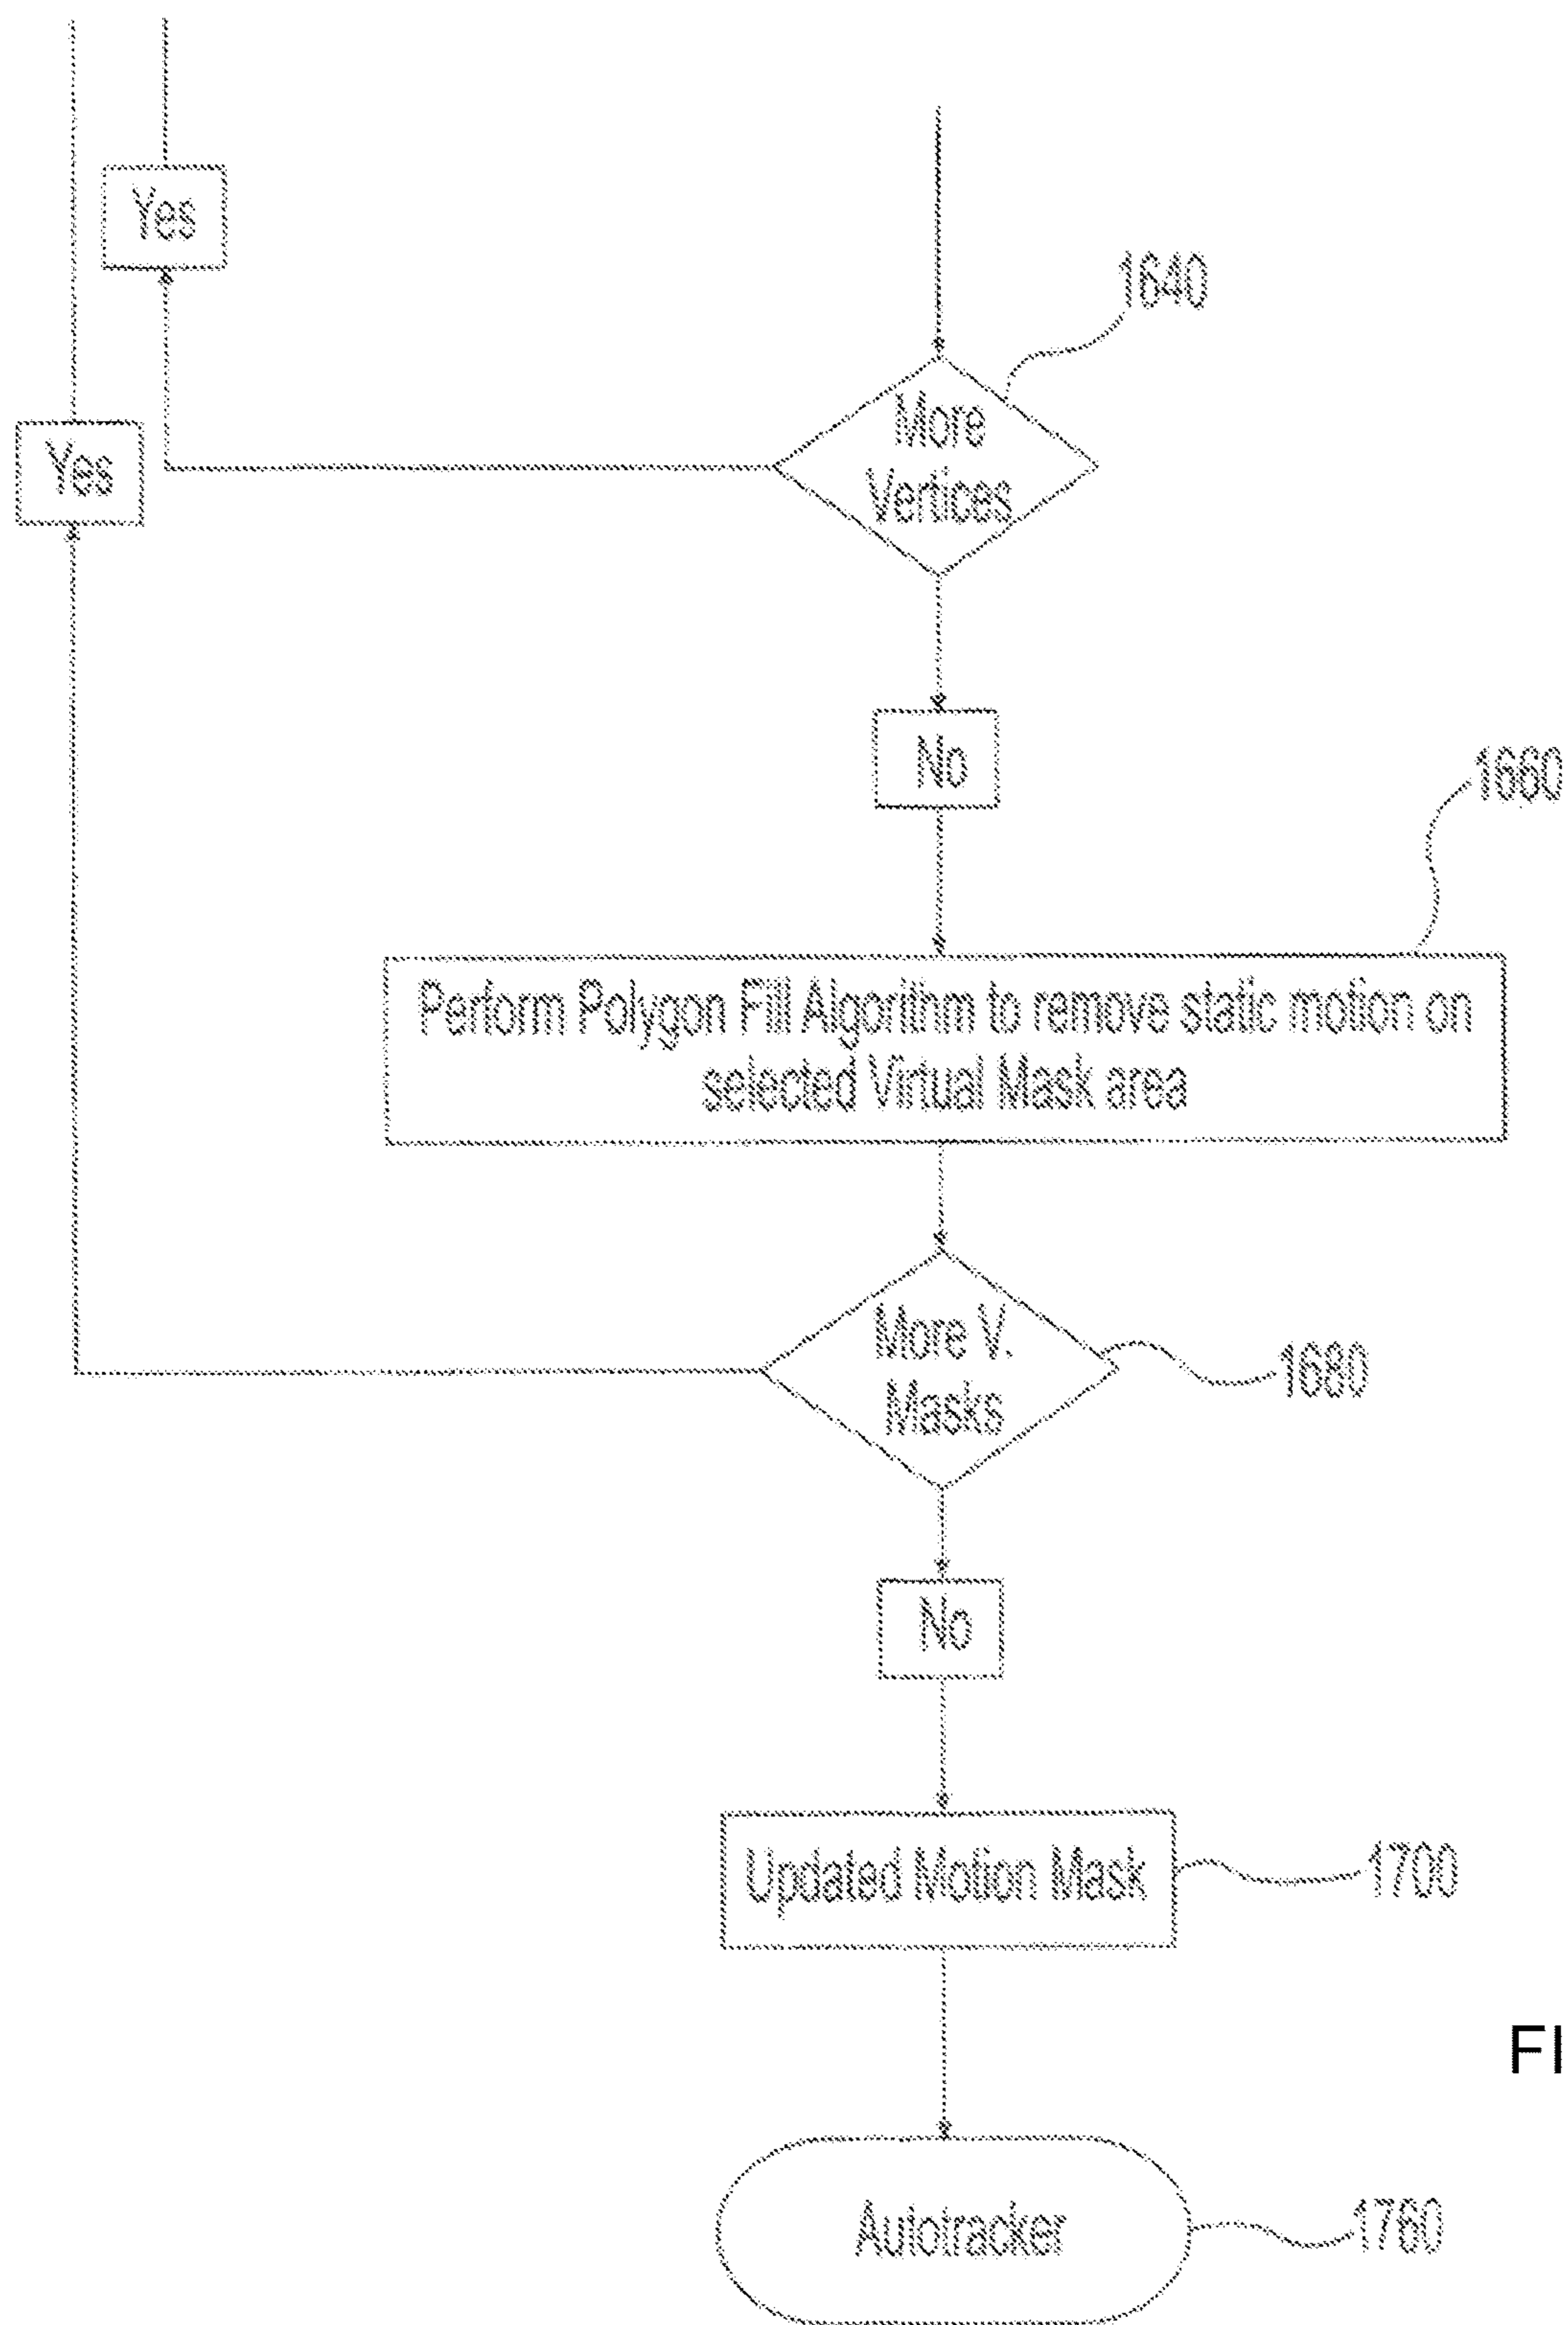 Yes
1640
More
Vertices
Yes
No
1660
Perform Polygon Fill Algorithm to remove static motion on
selected Virtual Mask area
More V.
Masks
1680
No
Updated Motion Mask
1700
FI
Autotracker
1760